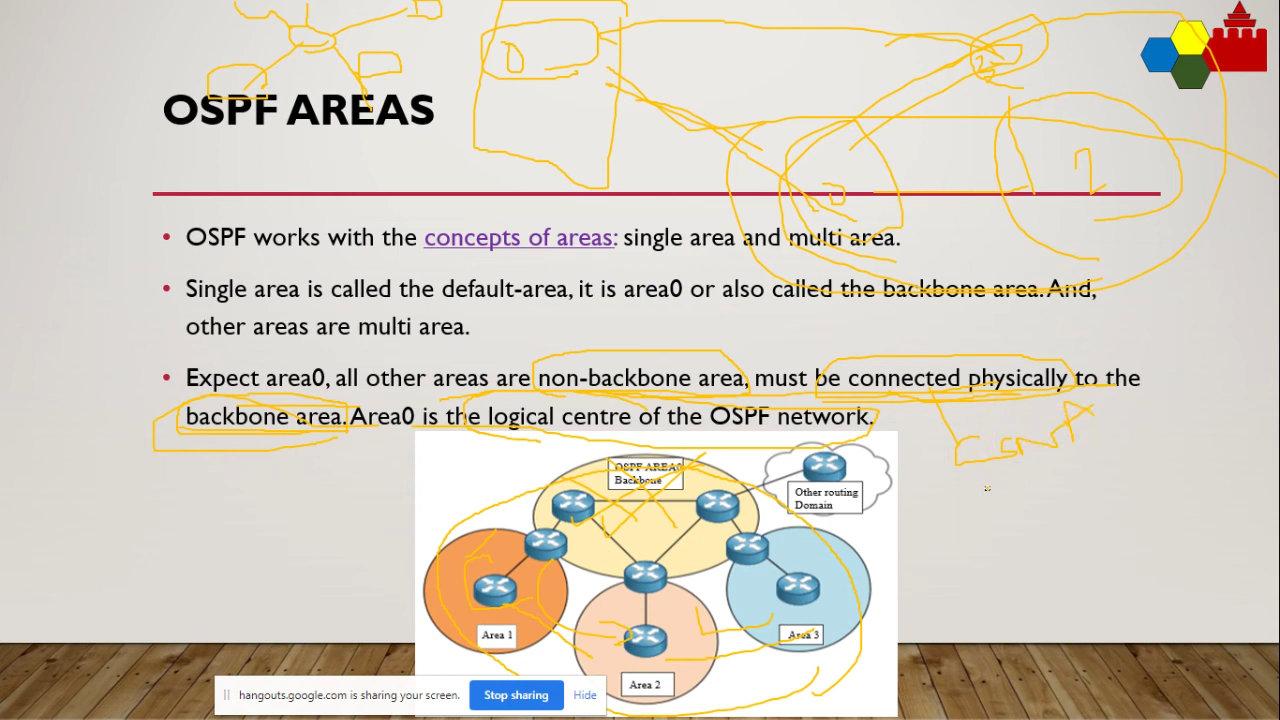 OSPF AREAS
• OSPF works with the concepts of areas: single area and multi area.
• Single area is called the default-area, it is area0 or also called the backbone area. And,
other areas are multi area.
• Expect area0, all other areas are non-backbone area, must be connected physically to the
backbone area. Area0 is the logical centre of the OSPF network.
OSPF AREA0
Backbone
Other routing
Domain
Area 1
Area 3
Area 2
hangouts.google.com is sharing your screen. Stop sharing Hide